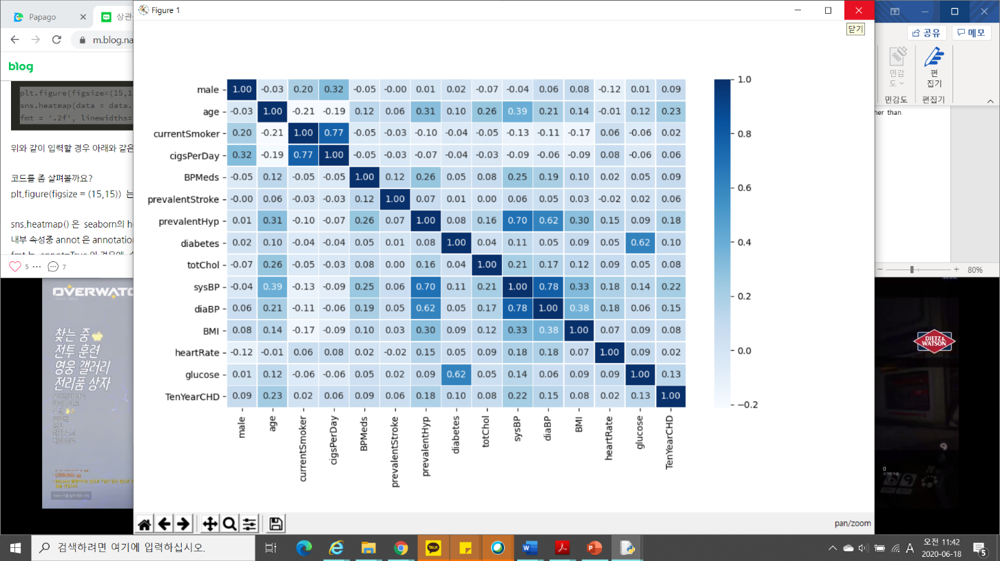 Papago
상관
m.blog.na
blog
plt.figure(figsize=(15,1
sns.heatmap(data = data.
fmt = '.2f', linewidths=
위와 같이 입력할 경우 아래와 같은
코드를 좀 살펴볼까요?
plt.figure(figsize = (15,15)) 는
sns.heatmap() 은 seaborn의 h
내부 속성중 annot 은 annotation
5 ... 7
OVERWATC
찾는 중
전투 훈련
영웅 갤러리
전리품 상자
Figure 1
닫기
male 1.00 -0.03 0.20 0.32 -0.05 -0.00 0.01 0.02 -0.07 -0.04 0.06 0.08 -0.12 0.01 0.09
age -0.03 1.00 -0.21 -0.19 0.12 0.06 0.31 0.10 0.26 0.39 0.21 0.14 -0.01 0.12 0.23
currentSmoker 0.20 -0.21 1.00 0.77 -0.05 -0.03 -0.10 -0.04 -0.05 -0.13 -0.11 -0.17 0.06 -0.06 0.02
cigsPerDay 0.32 -0.19 0.77 1.00 -0.05 -0.03 -0.07 -0.04 -0.03 -0.09 -0.06 -0.09 0.08 -0.06 0.06
BPMeds -0.05 0.12 -0.05 -0.05 1.00 0.12 0.26 0.05 0.08 0.25 0.19 0.10 0.02 0.05 0.09
prevalentStroke -0.00 0.06 -0.03 -0.03 0.12 1.00 0.07 0.01 0.00 0.06 0.05 0.03 -0.02 0.02 0.06
prevalentHyp 0.01 0.31 -0.10 -0.07 0.26 0.07 1.00 0.08 0.16 0.70 0.62 0.30 0.15 0.09 0.18
diabetes 0.02 0.10 -0.04 -0.04 0.05 0.01 0.08 1.00 0.04 0.11 0.05 0.09 0.05 0.62 0.10
totChol -0.07 0.26 -0.05 -0.03 0.08 0.00 0.16 0.04 1.00 0.21 0.17 0.12 0.09 0.05 0.08
sysBP -0.04 0.39 -0.13 -0.09 0.25 0.06 0.70 0.11 0.21 1.00 0.78 0.33 0.18 0.14 0.22
diaBP 0.06 0.21 -0.11 -0.06 0.19 0.05 0.62 0.05 0.17 0.78 1.00 0.38 0.18 0.06 0.15
BMI 0.08 0.14 -0.17 -0.09 0.10 0.03 0.30 0.09 0.12 0.33 0.38 1.00 0.07 0.09 0.08
heartRate -0.12 -0.01 0.06 0.08 0.02 -0.02 0.15 0.05 0.09 0.18 0.18 0.07 1.00 0.09 0.02
glucose 0.01 0.12 -0.06 -0.06 0.05 0.02 0.09 0.62 0.05 0.14 0.06 0.09 0.09 1.00 0.13
TenYearCHD 0.09 0.23 0.02 0.06 0.09 0.06 0.18 0.10 0.08 0.22 0.15 0.08 0.02 0.13 1.00
male age currentSmoker cigsPerDay BPMeds prevalentStroke prevalentHyp diabetes totChol sysBP diaBP BMI heartRate glucose TenYearCHD
1.0
0.8
0.6
0.4
0.2
0.0
−0.2
pan/zoom
공유 메모
민감
도
편
집기
민감도 편집기
her than
80%
DIETZ&
WATSON
검색하려면 여기에 입력하십시오.
TALK
A
오전 11:42
2020-06-18
5